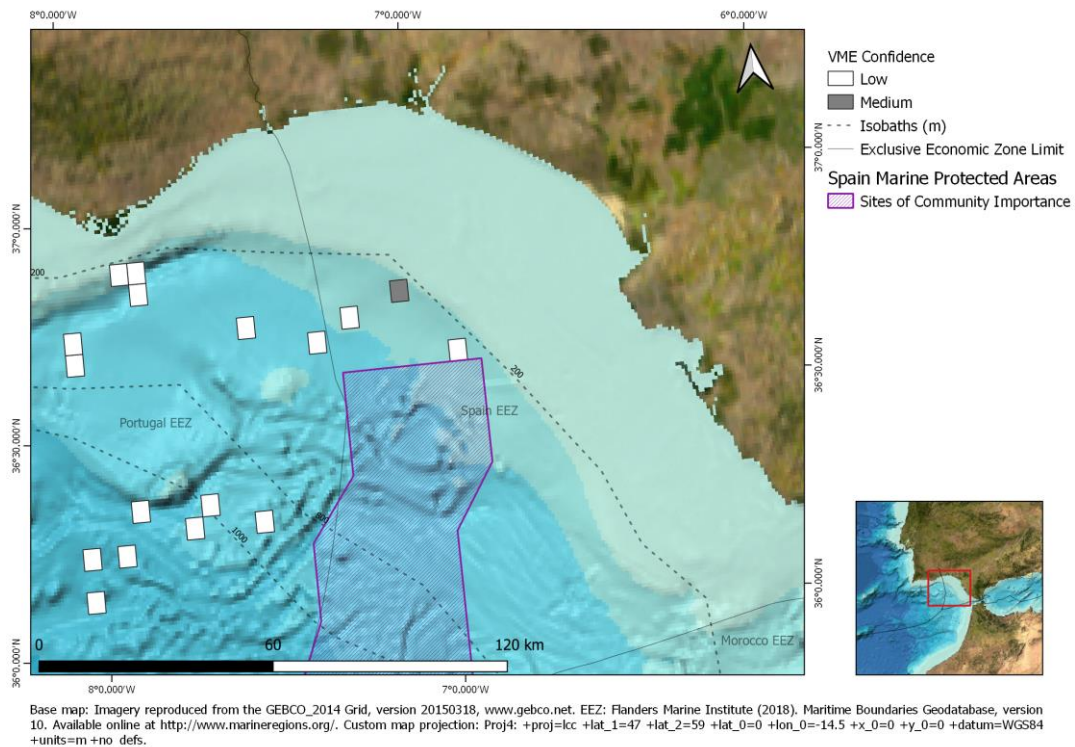 8°0.000'W 7°0.000'W 6°0.000'W
VME Confidence
Low
Medium
Isobaths (m)
Exclusive Economic Zone Limit
Spain Marine Protected Areas
Sites of Community Importance
37°0.000'N
37°0.000'N
200
36°30.000'N
200
Portugal EEZ
Spain EEZ
36°30.000'N
1000
36°0.000'N
Morocco EEZ
36°0.000'N
0 60 120 km
8°0.000'W 7°0.000'W
Base map: Imagery reproduced from the GEBCO_2014 Grid, version 20150318, www.gebco.net. EEZ: Flanders Marine Institute (2018). Maritime Boundaries Geodatabase, version
10. Available online at http://www.marineregions.org/. Custom map projection: Proj4: +proj=lcc +lat_1=47 +lat_2=59 +lat_0=0 +lon_0=-14.5 +x_0=0 +y_0=0 +datum=WGS84
+units=m +no_defs.